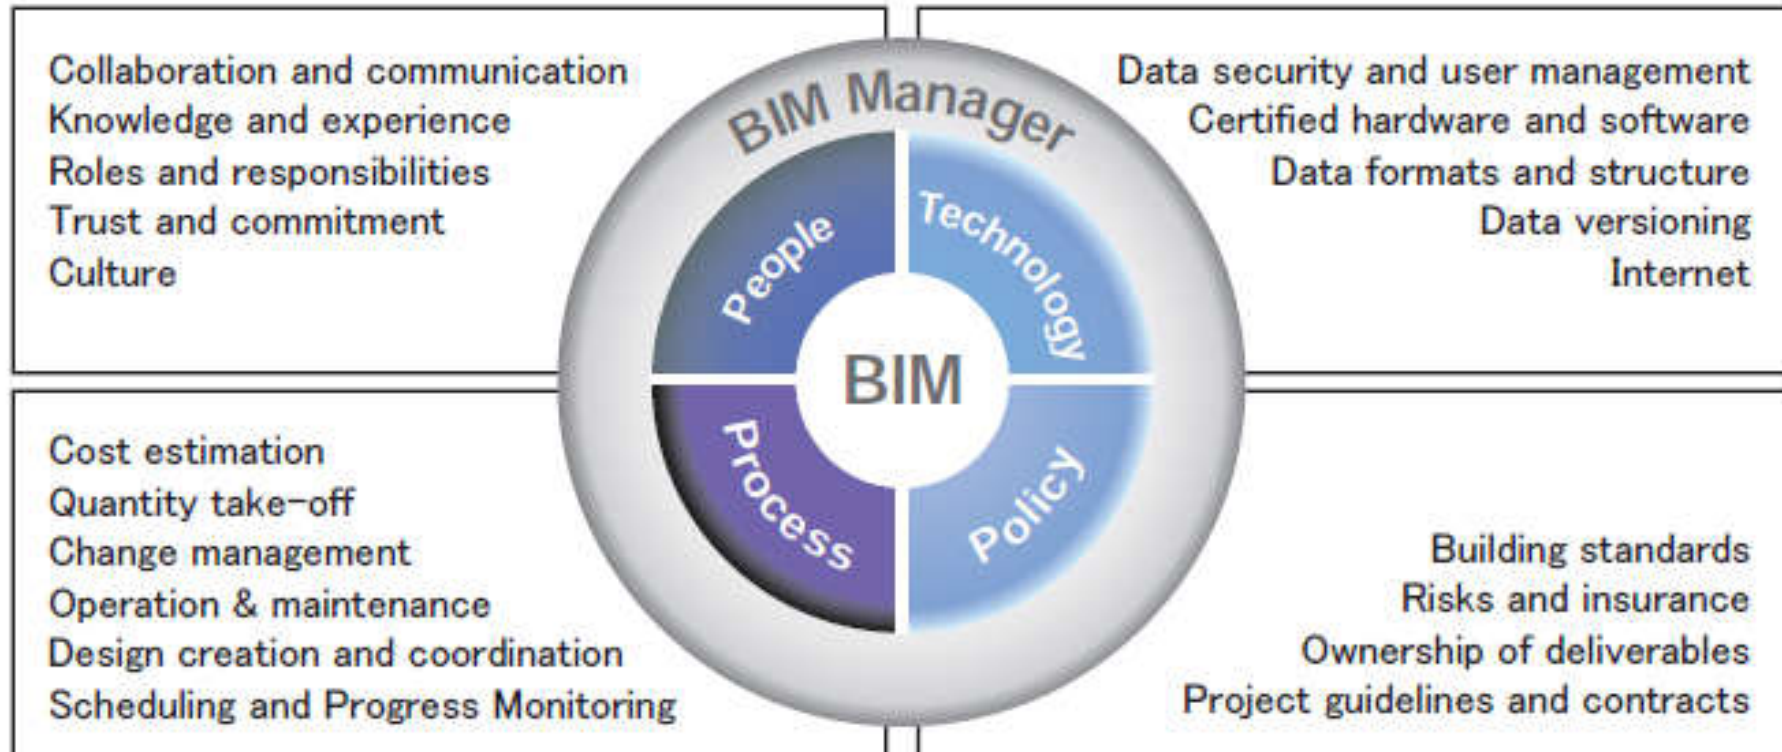 Collaboration and communication
Knowledge and experience
Roles and responsibilities
Trust and commitment
Culture
Data security and user management
Certified hardware and software
Data formats and structure
Data versioning
Internet
BIM Manager
People
Technology
BIM
Process
Policy
Cost estimation
Quantity take-off
Change management
Operation & maintenance
Design creation and coordination
Scheduling and Progress Monitoring
Building standards
Risks and insurance
Ownership of deliverables
Project guidelines and contracts